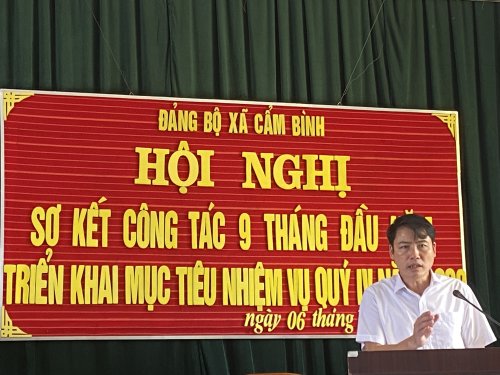 ĐẢNG BỘ XÃ CẨM BÌNH
HỘI NGHỊ
SƠ KẾT CÔNG TÁC 9 THÁNG ĐẦU
TRIỂN KHAI MỤC TIÊU NHIỆM VỤ QUÝ IV
ngày 06 tháng